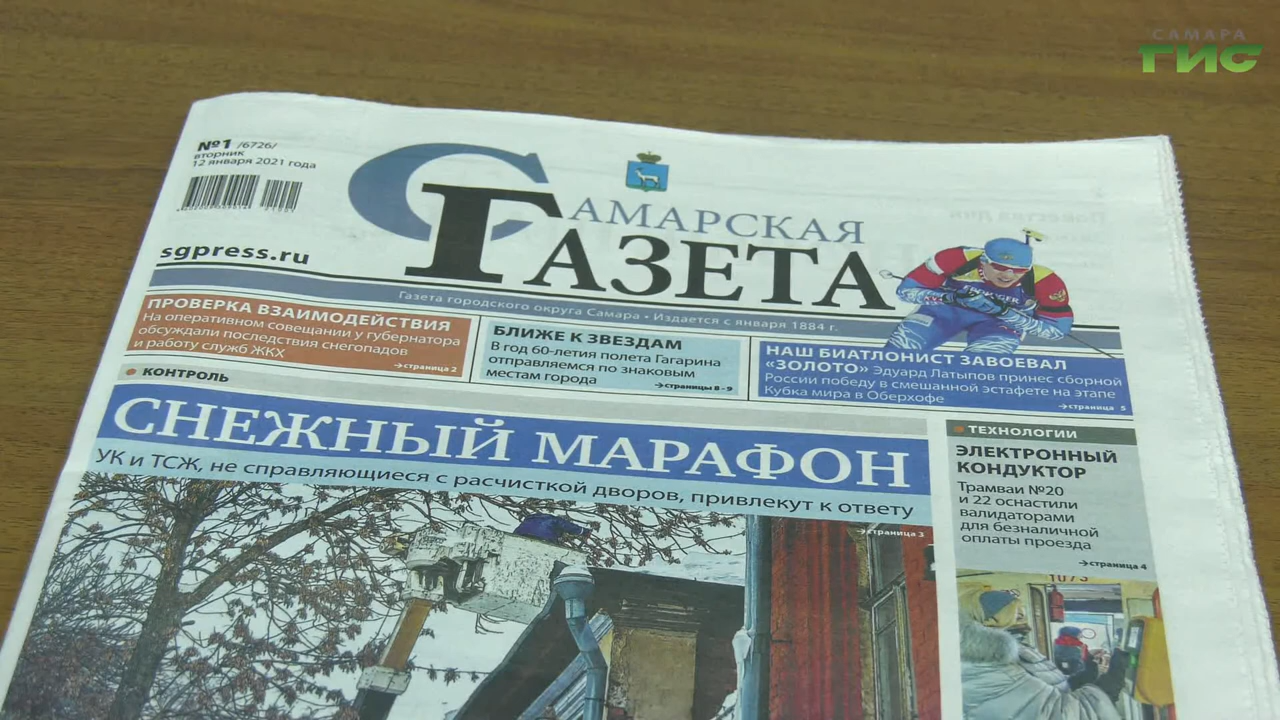 САМАРА
ГИС
№1 /6726/
вторник
12 января 2021 года
САМАРСКАЯ
ГАЗЕТА
sgpress.ru
Газета городского округа Самара • Издается с января 1884 г.
ПРОВЕРКА ВЗАИМОДЕЙСТВИЯ
На оперативном совещании у губернатора
обсуждали последствия снегопадов
и работу служб ЖКХ
→страница 2
БЛИЖЕ К ЗВЕЗДАМ
В год 60-летия полета Гагарина
отправляемся по знаковым
местам города
→страницы 8 - 9
НАШ БИАТЛОНИСТ ЗАВОЕВАЛ
«ЗОЛОТО» Эдуард Латыпов принес сборной
России победу в смешанной эстафете на этапе
Кубка мира в Оберхофе
→страница 5
КОНТРОЛЬ
СНЕЖНЫЙ МАРАФОН
УК и ТСЖ, не справляющиеся с расчисткой дворов, привлекут к ответу
→страница 3
ТЕХНОЛОГИИ
ЭЛЕКТРОННЫЙ
КОНДУКТОР
Трамваи №20
и 22 оснастили
валидаторами
для безналичной
оплаты проезда
→страница 4